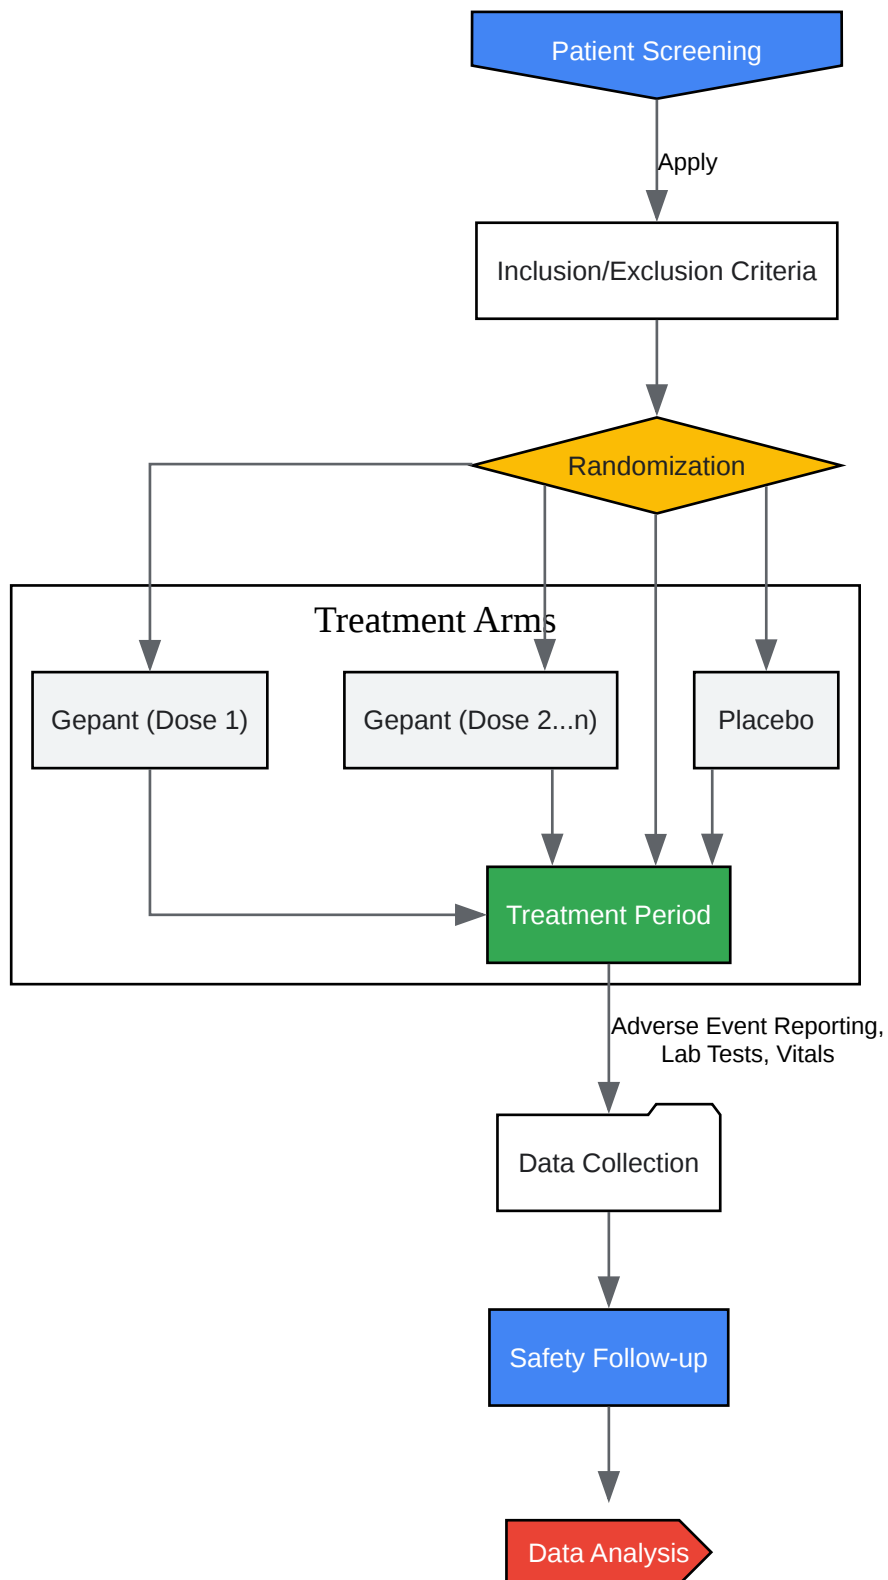 Patient Screening
Apply
Inclusion/Exclusion Criteria
Randomization
Treatment Arms
Gepant (Dose 1)
Gepant (Dose 2...n)
Placebo
Treatment Period
Adverse Event Reporting,
Lab Tests, Vitals
Data Collection
Safety Follow-up
Data Analysis